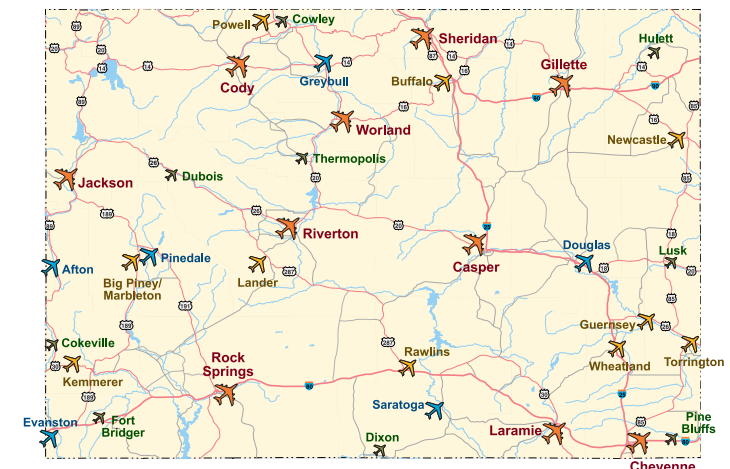 Powell
Cowley
Sheridan
Hulett
Cody
Greybull
Buffalo
Gillette
Worland
Newcastle
Thermopolis
Jackson
Dubois
Riverton
Casper
Douglas
Lusk
Afton
Pinedale
Big Piney/
Marbleton
Lander
Guernsey
Cokeville
Kemmerer
Rock
Springs
Rawlins
Wheatland
Torrington
Evanston
Fort
Bridger
Saratoga
Dixon
Laramie
Pine
Bluffs
Cheyenne